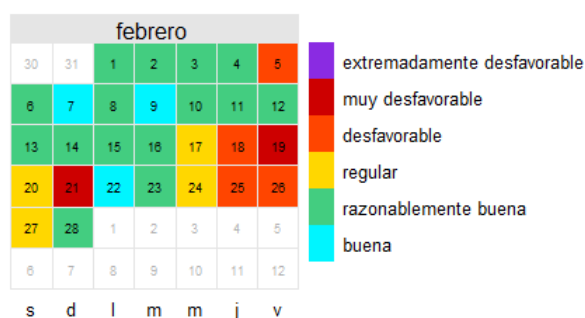 febrero
30 31 1 2 3 4 5
6 7 8 9 10 11 12
13 14 15 16 17 18 19
20 21 22 23 24 25 26
27 28 1 2 3 4 5
6 7 8 9 10 11 12
s d l m m j v
extremadamente desfavorable
muy desfavorable
desfavorable
regular
razonablemente buena
buena